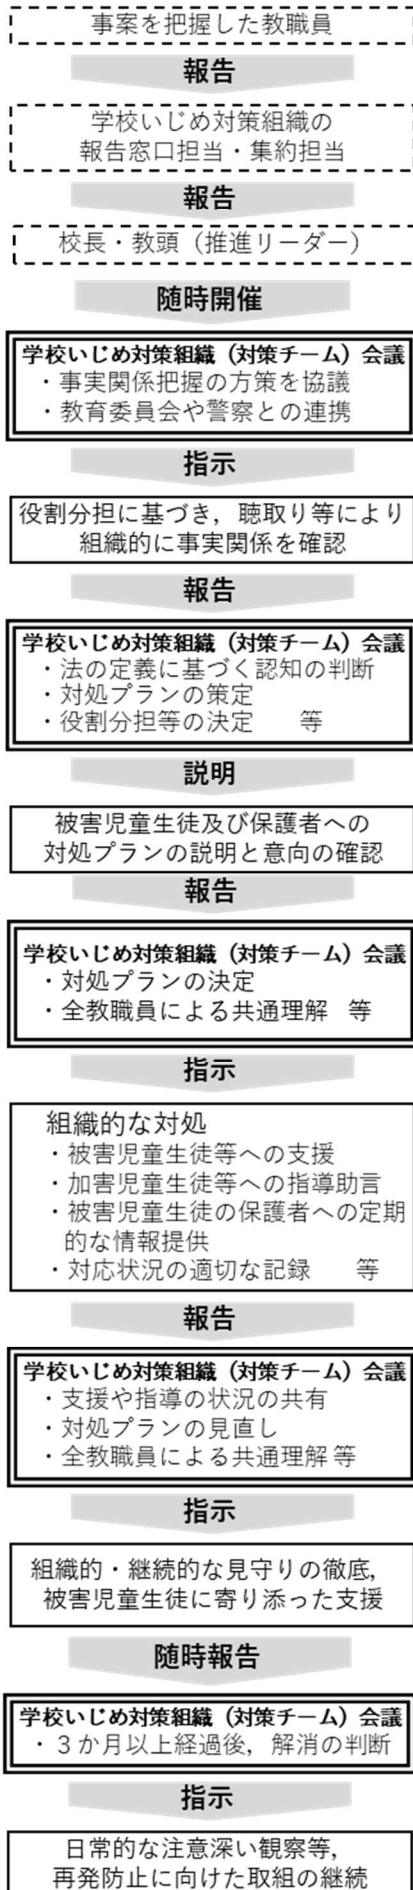 事案を把握した教職員
報告
学校いじめ対策組織の
報告窓口担当・集約担当
報告
校長・教頭（推進リーダー）
随時開催
学校いじめ対策組織（対策チーム）会議
・事実関係把握の方策を協議
・教育委員会や警察との連携
指示
役割分担に基づき，聴取り等により
組織的に事実関係を確認
報告
学校いじめ対策組織（対策チーム）会議
・法の定義に基づく認知の判断
・対処プランの策定
・役割分担等の決定　　等
説明
被害児童生徒及び保護者への
対処プランの説明と意向の確認
報告
学校いじめ対策組織（対策チーム）会議
・対処プランの決定
・全教職員による共通理解　等
指示
組織的な対処
・被害児童生徒等への支援
・加害児童生徒等への指導助言
・被害児童生徒の保護者への定期
的な情報提供
・対応状況の適切な記録　　等
報告
学校いじめ対策組織（対策チーム）会議
・支援や指導の状況の共有
・対処プランの見直し
・全教職員による共通理解 等
指示
組織的・継続的な見守りの徹底，
被害児童生徒に寄り添った支援
随時報告
学校いじめ対策組織（対策チーム）会議
・３か月以上経過後，解消の判断
指示
日常的な注意深い観察等，
再発防止に向けた取組の継続